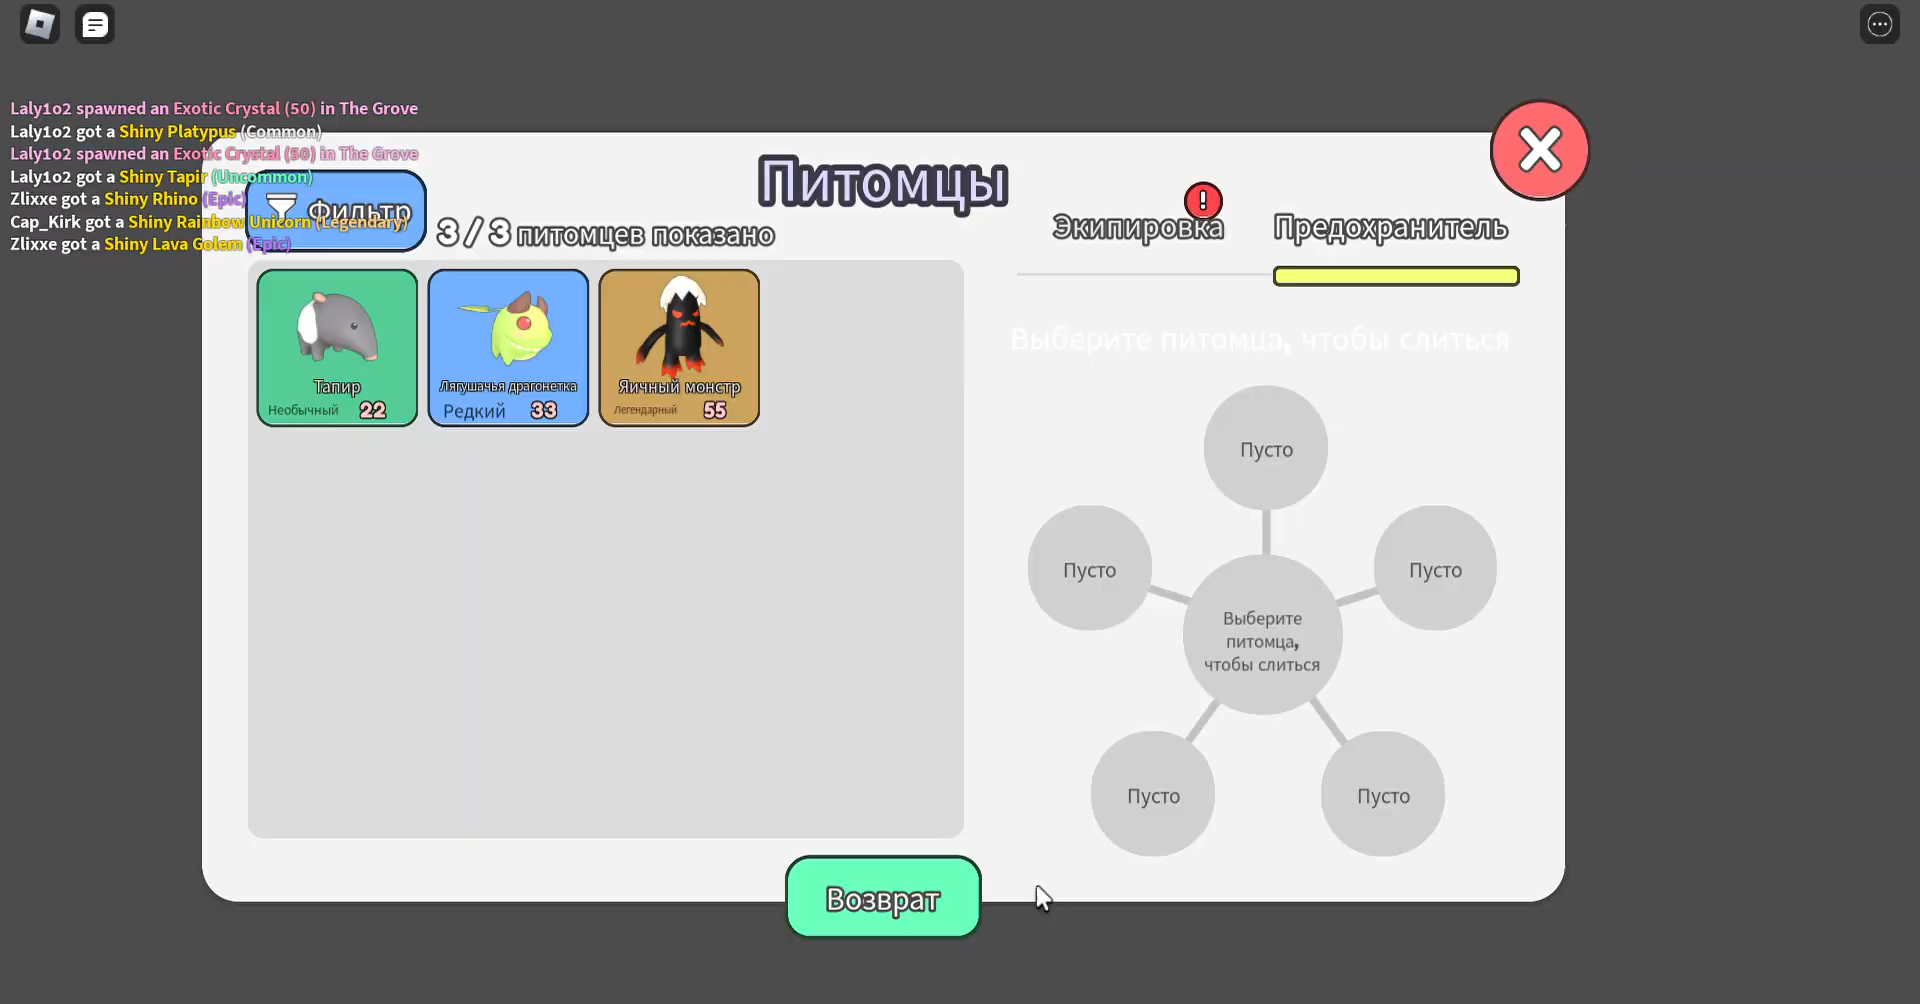 Laly1o2 spawned an Exotic Crystal (50) in The Grove
Laly1o2 got a Shiny Platypus (Common)
Laly1o2 spawned an Exotic Crystal (50) in The Grove
Laly1o2 got a Shiny Tapir (Uncommon)
Zlixxe got a Shiny Rhino (Epic)
Cap_Kirk got a Shiny Rainbow Unicorn (Legendary)
Zlixxe got a Shiny Lava Golem (Epic)
Питомцы
Фильтр
3 / 3 питомцев показано
!
Экипировка
Предохранитель
Тапир
Необычный 22
Лягушачья драгонетка
Редкий 33
Яичный монстр
Легендарный 55
Выберите питомца, чтобы слиться
Пусто
Пусто
Пусто
Выберите
питомца,
чтобы слиться
Пусто
Пусто
Возврат